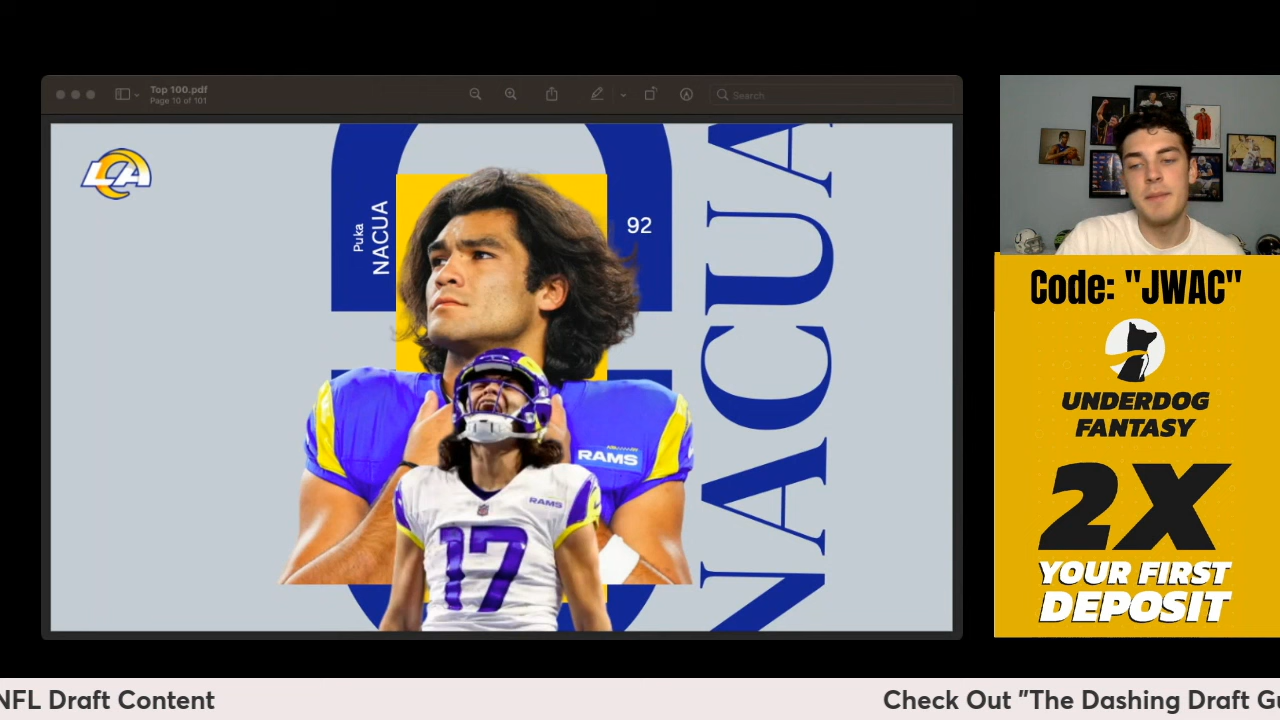 Top 100.pdf
Page 10 of 101
Search
LA
Puka
NACUA
92
NACUA
RAMS
RAMS
17
Code: "JWAC"
UNDERDOG
FANTASY
2X
YOUR FIRST
DEPOSIT
NFL Draft Content
Check Out "The Dashing Draft Gu